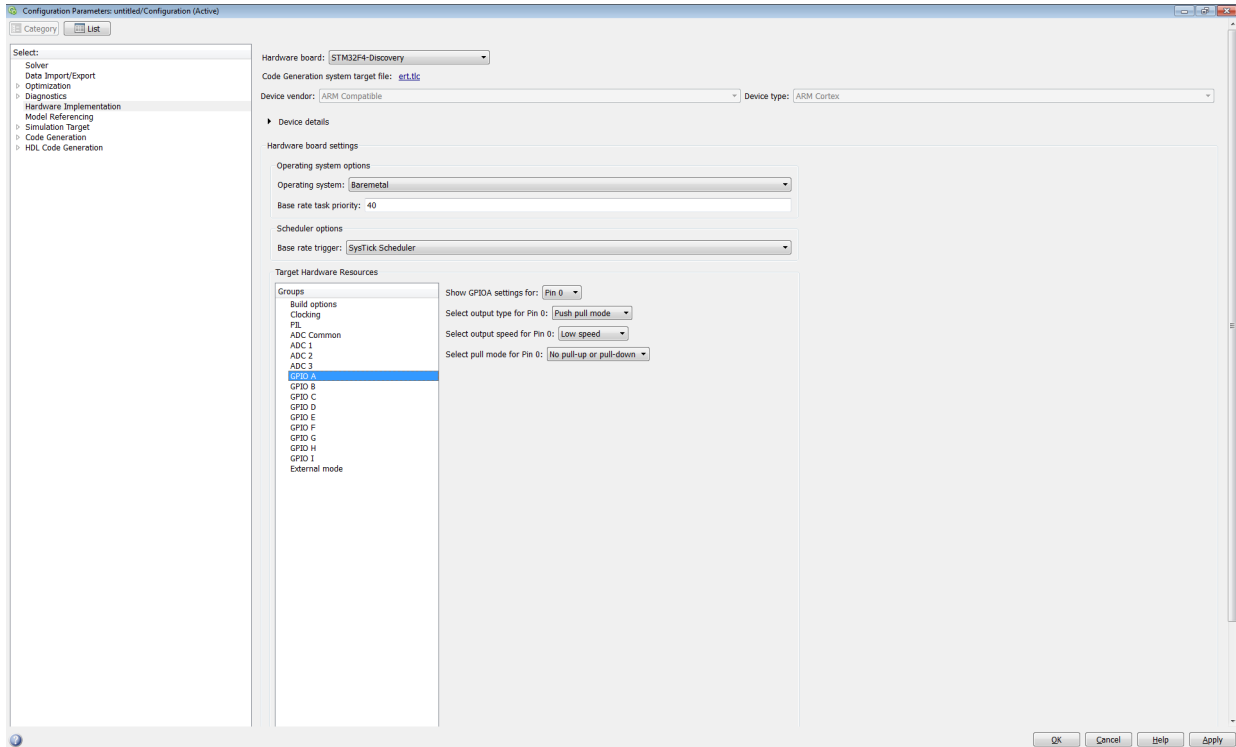 Configuration Parameters: untitled/Configuration (Active)
Category List
Select:
Solver
Data Import/Export
Optimization
Diagnostics
Hardware Implementation
Model Referencing
Simulation Target
Code Generation
HDL Code Generation
Hardware board: STM32F4-Discovery
Code Generation system target file: ert.tlc
Device vendor: ARM Compatible Device type: ARM Cortex
Device details
Hardware board settings
Operating system options
Operating system: Baremetal
Base rate task priority: 40
Scheduler options
Base rate trigger: SysTick Scheduler
Target Hardware Resources
Groups
Build options
Clocking
PIL
ADC Common
ADC 1
ADC 2
ADC 3
GPIO A
GPIO B
GPIO C
GPIO D
GPIO E
GPIO F
GPIO G
GPIO H
GPIO I
External mode
Show GPIOA settings for: Pin 0
Select output type for Pin 0: Push pull mode
Select output speed for Pin 0: Low speed
Select pull mode for Pin 0: No pull-up or pull-down
OK Cancel Help Apply